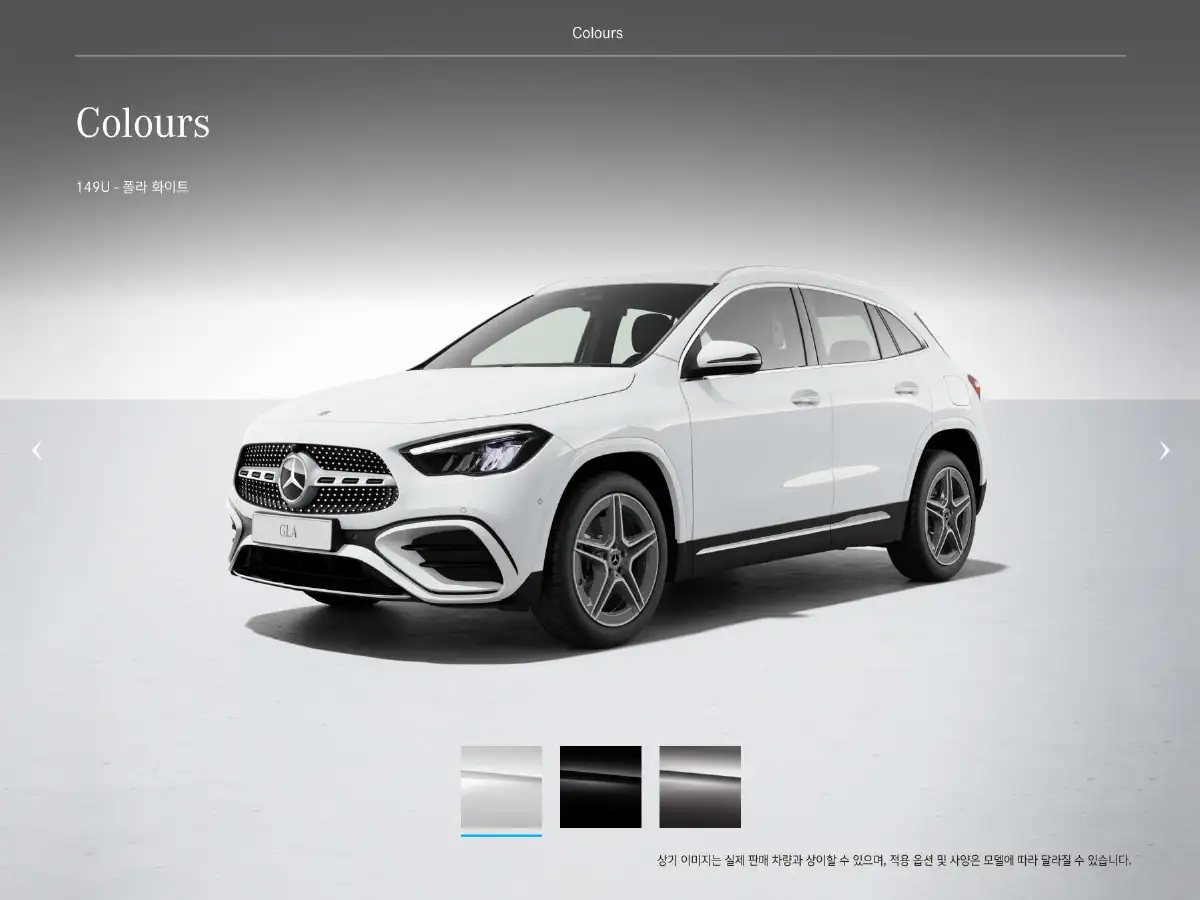 Colours
Colours
149U - 폴라 화이트
GLA
상기 이미지는 실제 판매 차량과 상이할 수 있으며, 적용 옵션 및 사양은 모델에 따라 달라질 수 있습니다.